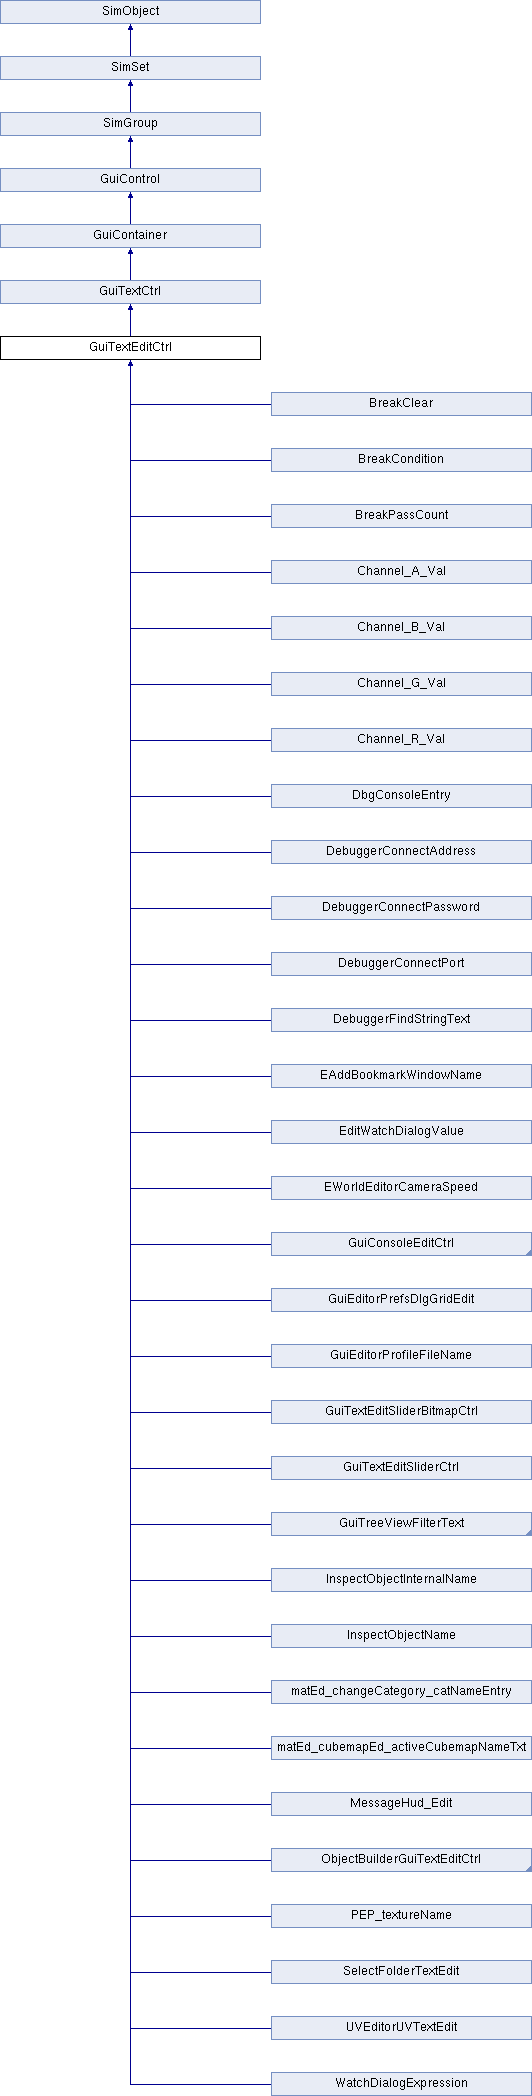 SimObject
SimSet
SimGroup
GuiControl
GuiContainer
GuiTextCtrl
GuiTextEditCtrl
BreakClear
BreakCondition
BreakPassCount
Channel_A_Val
Channel_B_Val
Channel_G_Val
Channel_R_Val
DbgConsoleEntry
DebuggerConnectAddress
DebuggerConnectPassword
DebuggerConnectPort
DebuggerFindStringText
EAddBookmarkWindowName
EditWatchDialogValue
EWorldEditorCameraSpeed
GuiConsoleEditCtrl
GuiEditorPrefsDlgGridEdit
GuiEditorProfileFileName
GuiTextEditSliderBitmapCtrl
GuiTextEditSliderCtrl
GuiTreeViewFilterText
InspectObjectInternalName
InspectObjectName
matEd_changeCategory_catNameEntry
matEd_cubemapEd_activeCubemapNameTxt
MessageHud_Edit
ObjectBuilderGuiTextEditCtrl
PEP_textureName
SelectFolderTextEdit
UVEditorUVTextEdit
WatchDialogExpression